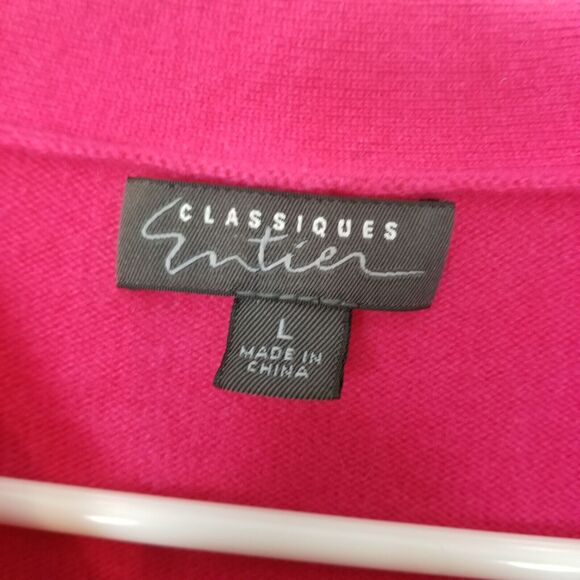 CLASSIQUES
Entier
L
MADE IN
CHINA